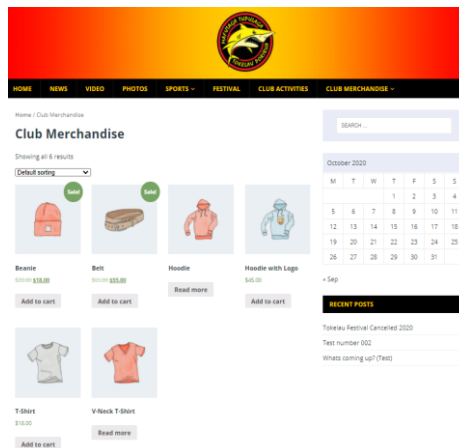 TOKELAU PORIRUA
HOME NEWS VIDEO PHOTOS SPORTS FESTIVAL CLUB ACTIVITIES CLUB MERCHANDISE
Home / Club Merchandise
Club Merchandise
Showing all 6 results
Default sorting
Sale!
Sale!
Beanie
$18.00
Add to cart
Belt
$55.00
Add to cart
Hoodie
Read more
Hoodie with Logo
$45.00
Add to cart
T-Shirt
$18.00
Add to cart
V-Neck T-Shirt
Read more
SEARCH ...
October 2020
M T W T F S S
1 2 3 4
5 6 7 8 9 10 11
12 13 14 15 16 17 18
19 20 21 22 23 24 25
26 27 28 29 30 31
« Sep
RECENT POSTS
Tokelau Festival Cancelled 2020
Test number 002
Whats coming up? (Test)